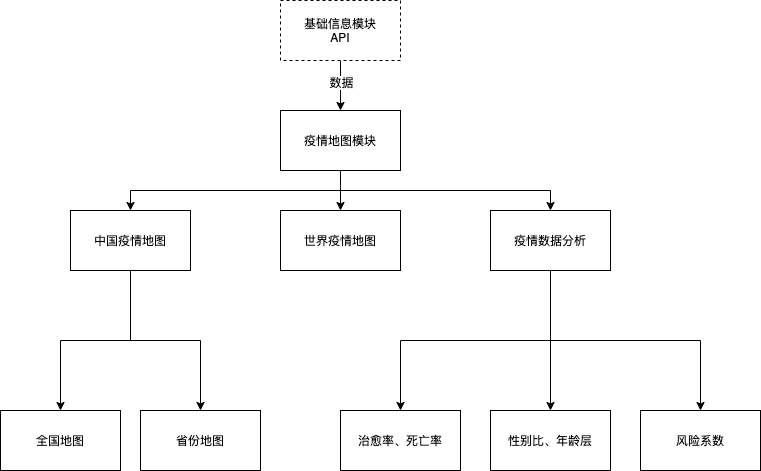 基础信息模块
API
数据
疫情地图模块
中国疫情地图
世界疫情地图
疫情数据分析
全国地图
省份地图
治愈率、死亡率
性别比、年龄层
风险系数